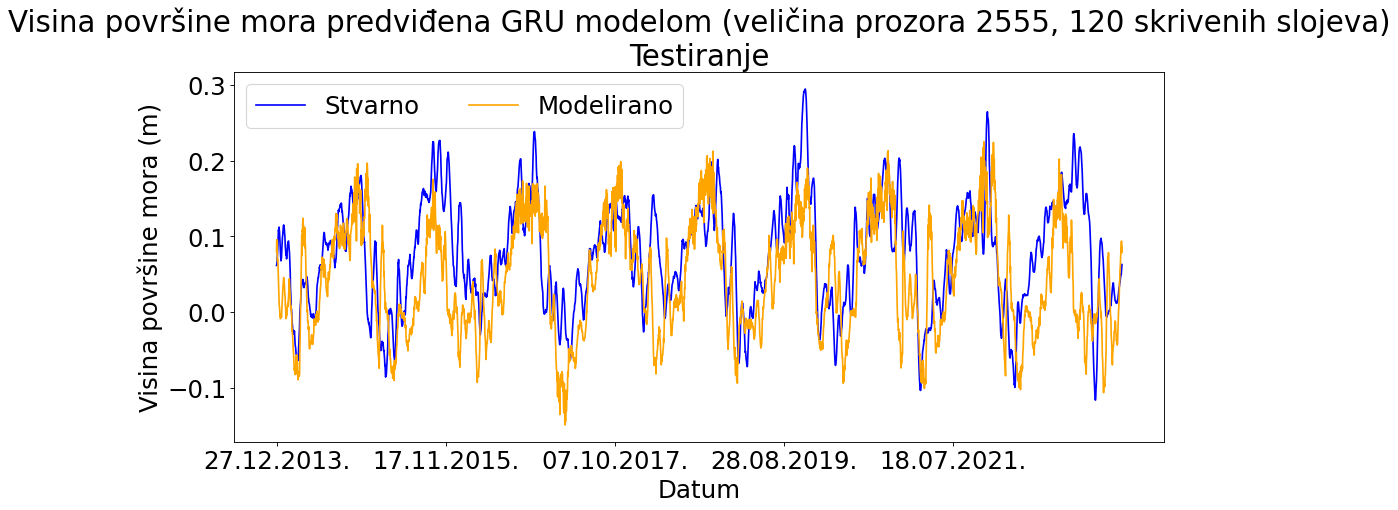 Visina površine mora predviđena GRU modelom (veličina prozora 2555, 120 skrivenih slojeva)
Testiranje
Stvarno
Modelirano
Visina površine mora (m)
0.3
0.2
0.1
0.0
−0.1
27.12.2013.
17.11.2015.
07.10.2017.
28.08.2019.
18.07.2021.
Datum